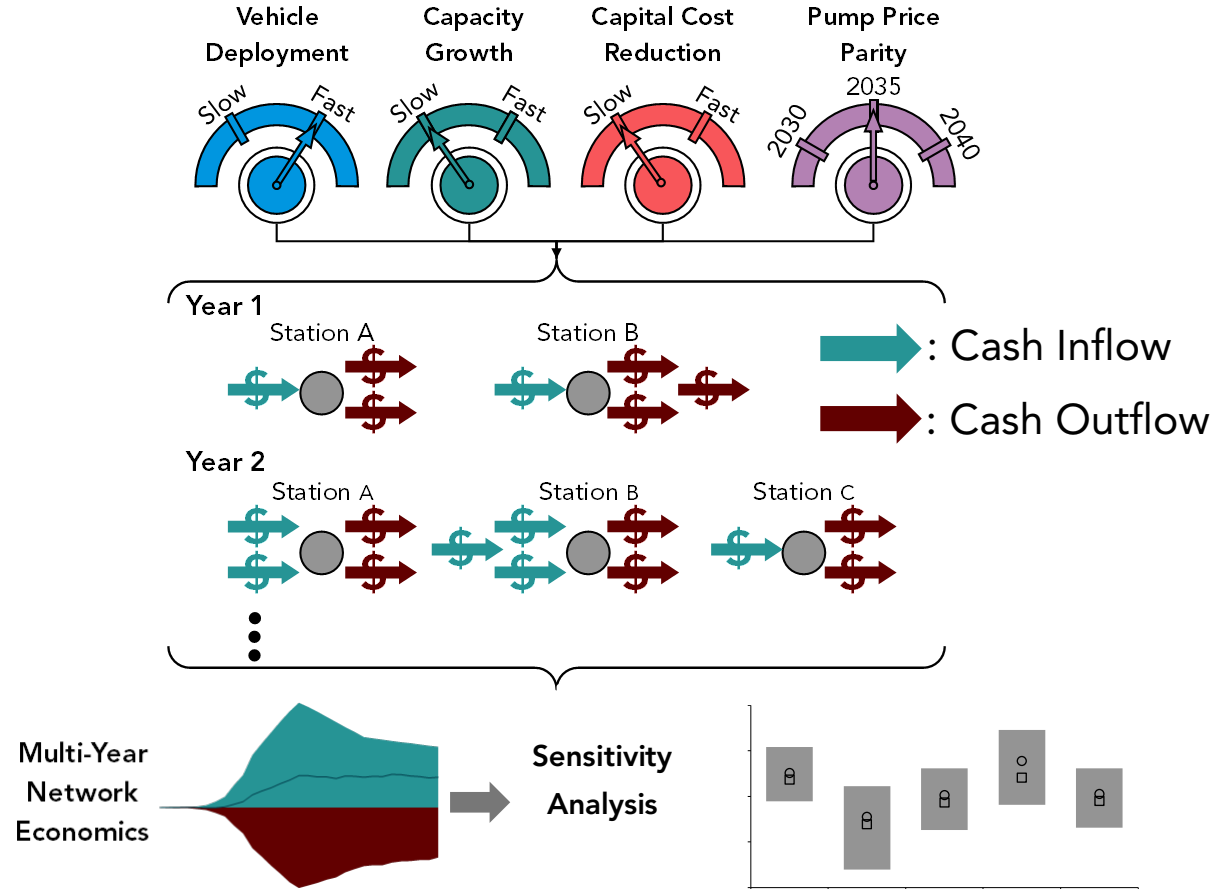 Vehicle
Deployment
Capacity
Growth
Capital Cost
Reduction
Pump Price
Parity
Slow
Fast
Slow
Fast
Slow
Fast
2030
2035
2040
Year 1
Station A
Station B
$
$
$
$
$
$
$
: Cash Inflow
: Cash Outflow
Year 2
Station A
Station B
Station C
$
$
$
$
$
$
$
$
$
$
$
$
Multi-Year
Network
Economics
Sensitivity
Analysis